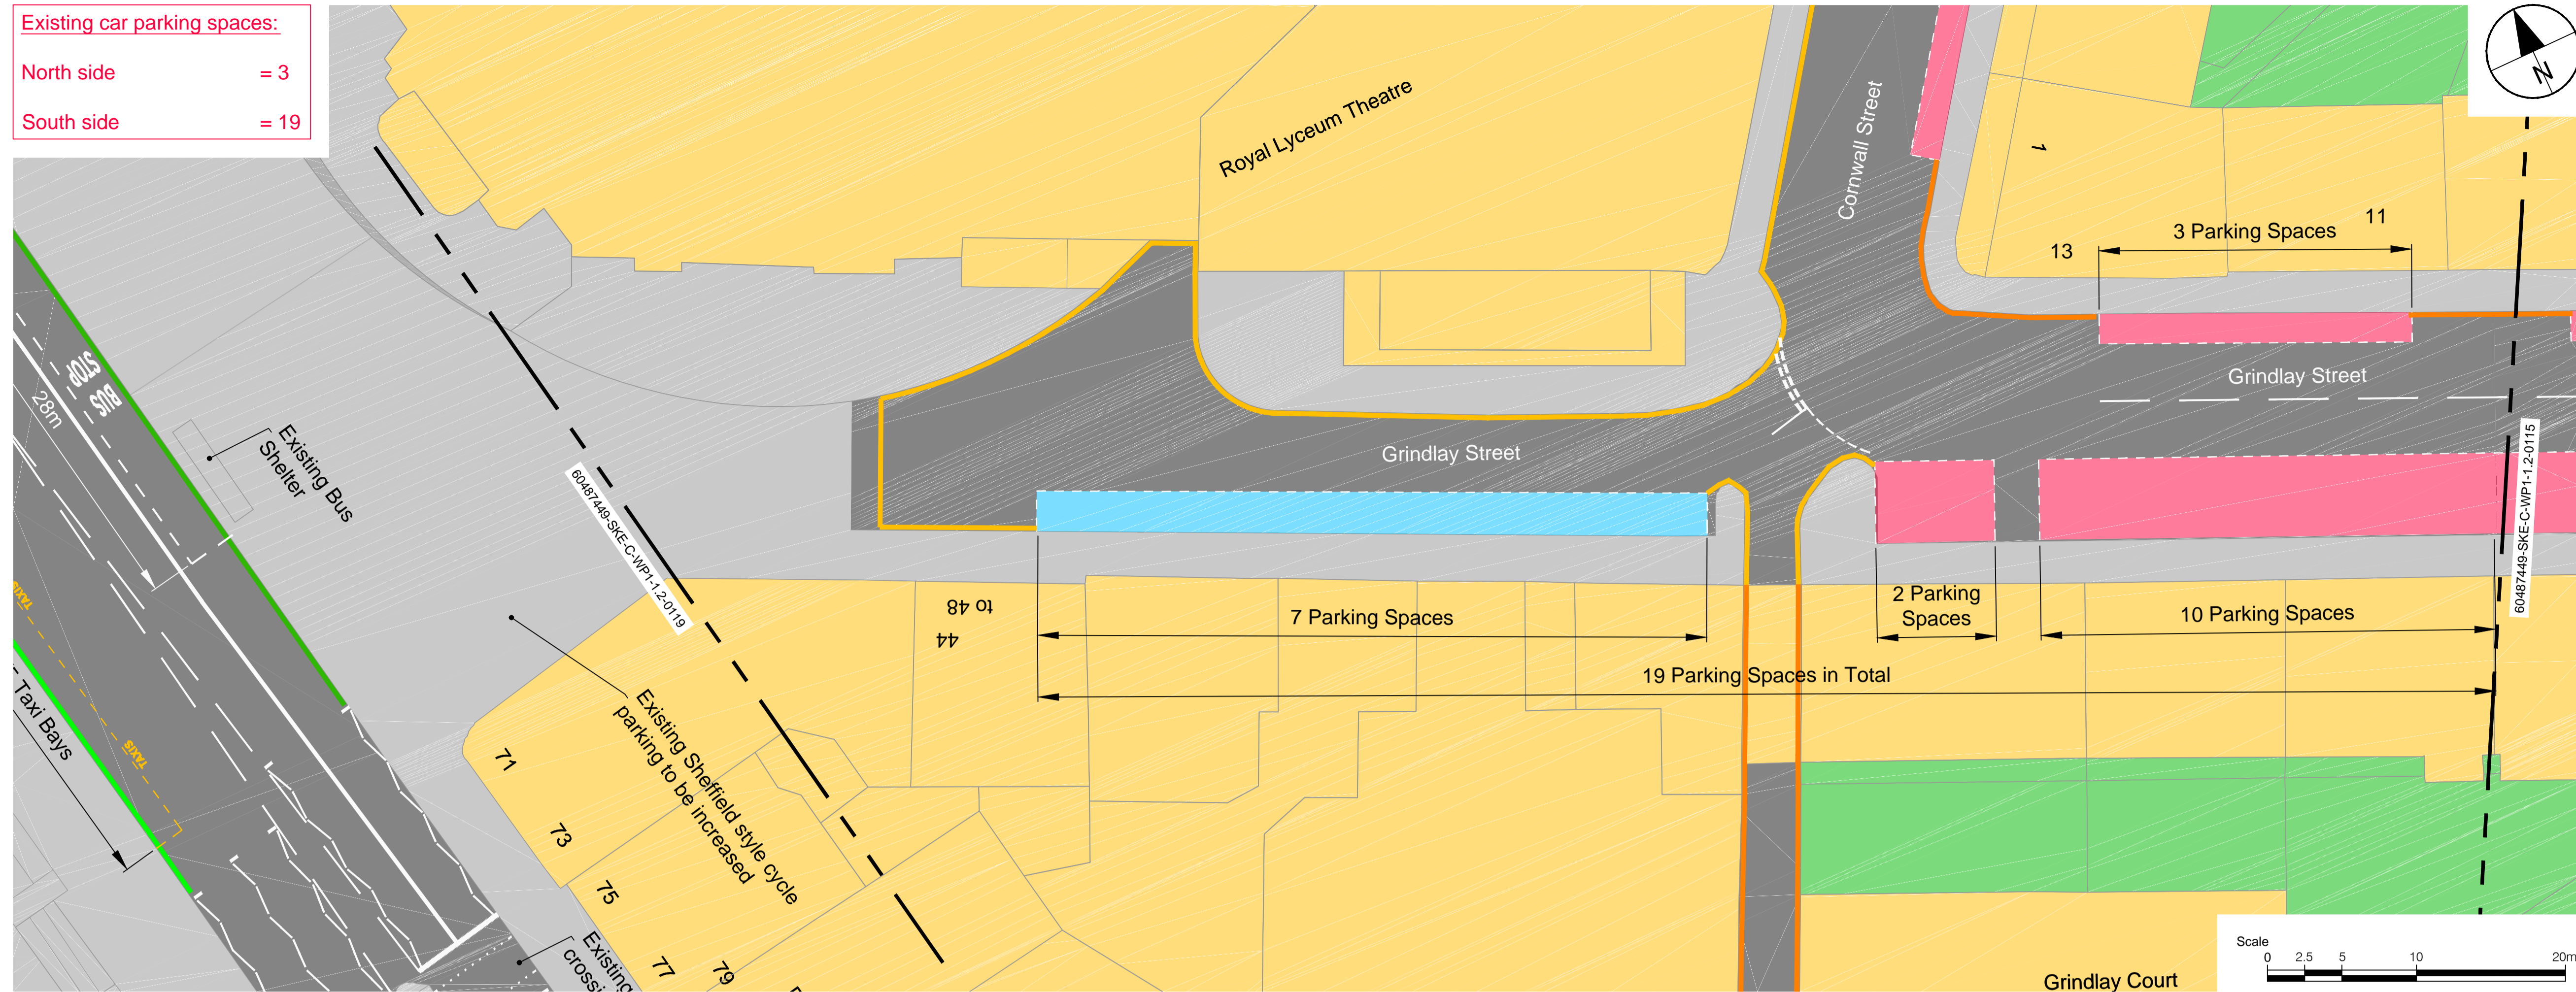 Existing car parking spaces:
North side = 3
South side = 19
N
Royal Lyceum Theatre
Cornwall Street
1
11
3 Parking Spaces
13
Grindlay Street
Grindlay Street
BUS
STOP
28m
Existing Bus
Shelter
60487449-SKE-C-WP1-1.2-0119
60487449-SKE-C-WP1-1.2-0115
44
to 48
7 Parking Spaces
2 Parking
Spaces
10 Parking Spaces
19 Parking Spaces in Total
TAXIS
TAXIS
Taxi Bays
Existing Sheffield style cycle
parking to be increased
71
73
75
77
79
Existing
crossi
Grindlay Court
Scale
0 2.5 5 10 20m